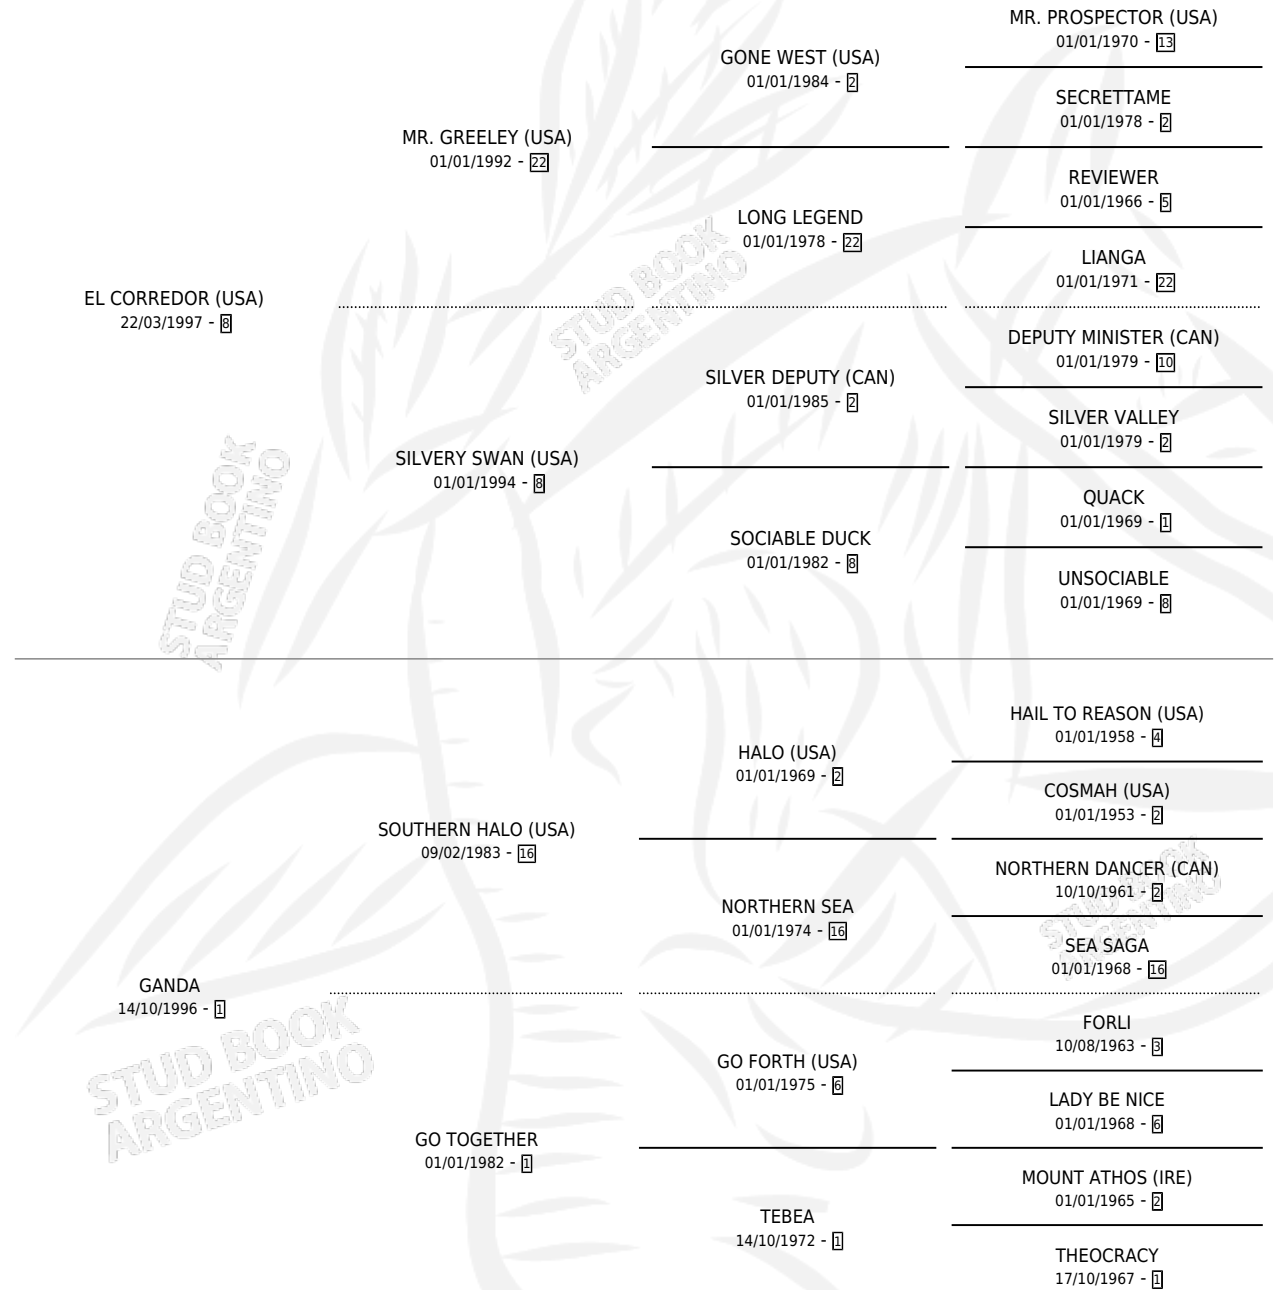 MR. PROSPECTOR (USA)
01/01/1970 - 13
GONE WEST (USA)
01/01/1984 - 2
SECRETTAME
01/01/1978 - 2
MR. GREELEY (USA)
01/01/1992 - 22
REVIEWER
01/01/1966 - 5
LONG LEGEND
01/01/1978 - 22
LIANGA
01/01/1971 - 22
EL CORREDOR (USA)
22/03/1997 - 8
DEPUTY MINISTER (CAN)
01/01/1979 - 10
SILVER DEPUTY (CAN)
01/01/1985 - 2
SILVER VALLEY
01/01/1979 - 2
SILVERY SWAN (USA)
01/01/1994 - 8
QUACK
01/01/1969 - 1
SOCIABLE DUCK
01/01/1982 - 8
UNSOCIABLE
01/01/1969 - 8
HAIL TO REASON (USA)
01/01/1958 - 4
HALO (USA)
01/01/1969 - 2
COSMAH (USA)
01/01/1953 - 2
SOUTHERN HALO (USA)
09/02/1983 - 16
NORTHERN DANCER (CAN)
10/10/1961 - 2
NORTHERN SEA
01/01/1974 - 16
SEA SAGA
01/01/1968 - 16
GANDA
14/10/1996 - 1
FORLI
10/08/1963 - 3
GO FORTH (USA)
01/01/1975 - 6
LADY BE NICE
01/01/1968 - 6
GO TOGETHER
01/01/1982 - 1
MOUNT ATHOS (IRE)
01/01/1965 - 2
TEBEA
14/10/1972 - 1
THEOCRACY
17/10/1967 - 1
STUD BOOK
ARGENTINO
STUD BOOK
ARGENTINO
STUD BOOK
ARGENTINO
STUD BOOK
ARGENTINO